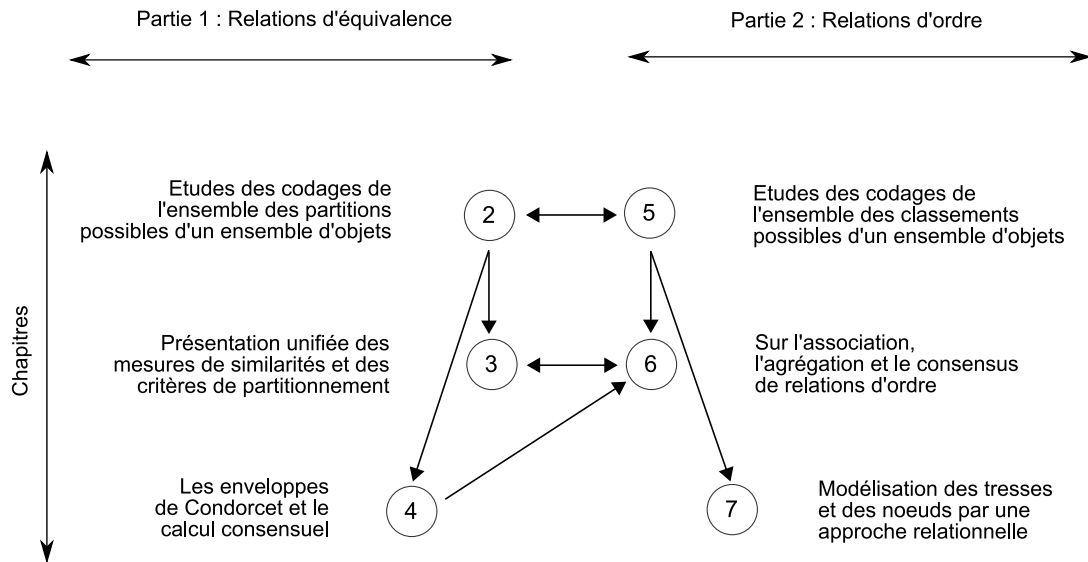 Partie 1 : Relations d'équivalence
Partie 2 : Relations d'ordre
Chapitres
Etudes des codages de
l'ensemble des partitions
possibles d'un ensemble d'objets
2
5
Etudes des codages de
l'ensemble des classements
possibles d'un ensemble d'objets
Présentation unifiée des
mesures de similarités et des
critères de partitionnement
3
6
Sur l'association,
l'agrégation et le consensus
de relations d'ordre
Les enveloppes
de Condorcet et le
calcul consensuel
4
7
Modélisation des tresses
et des noeuds par une
approche relationnelle